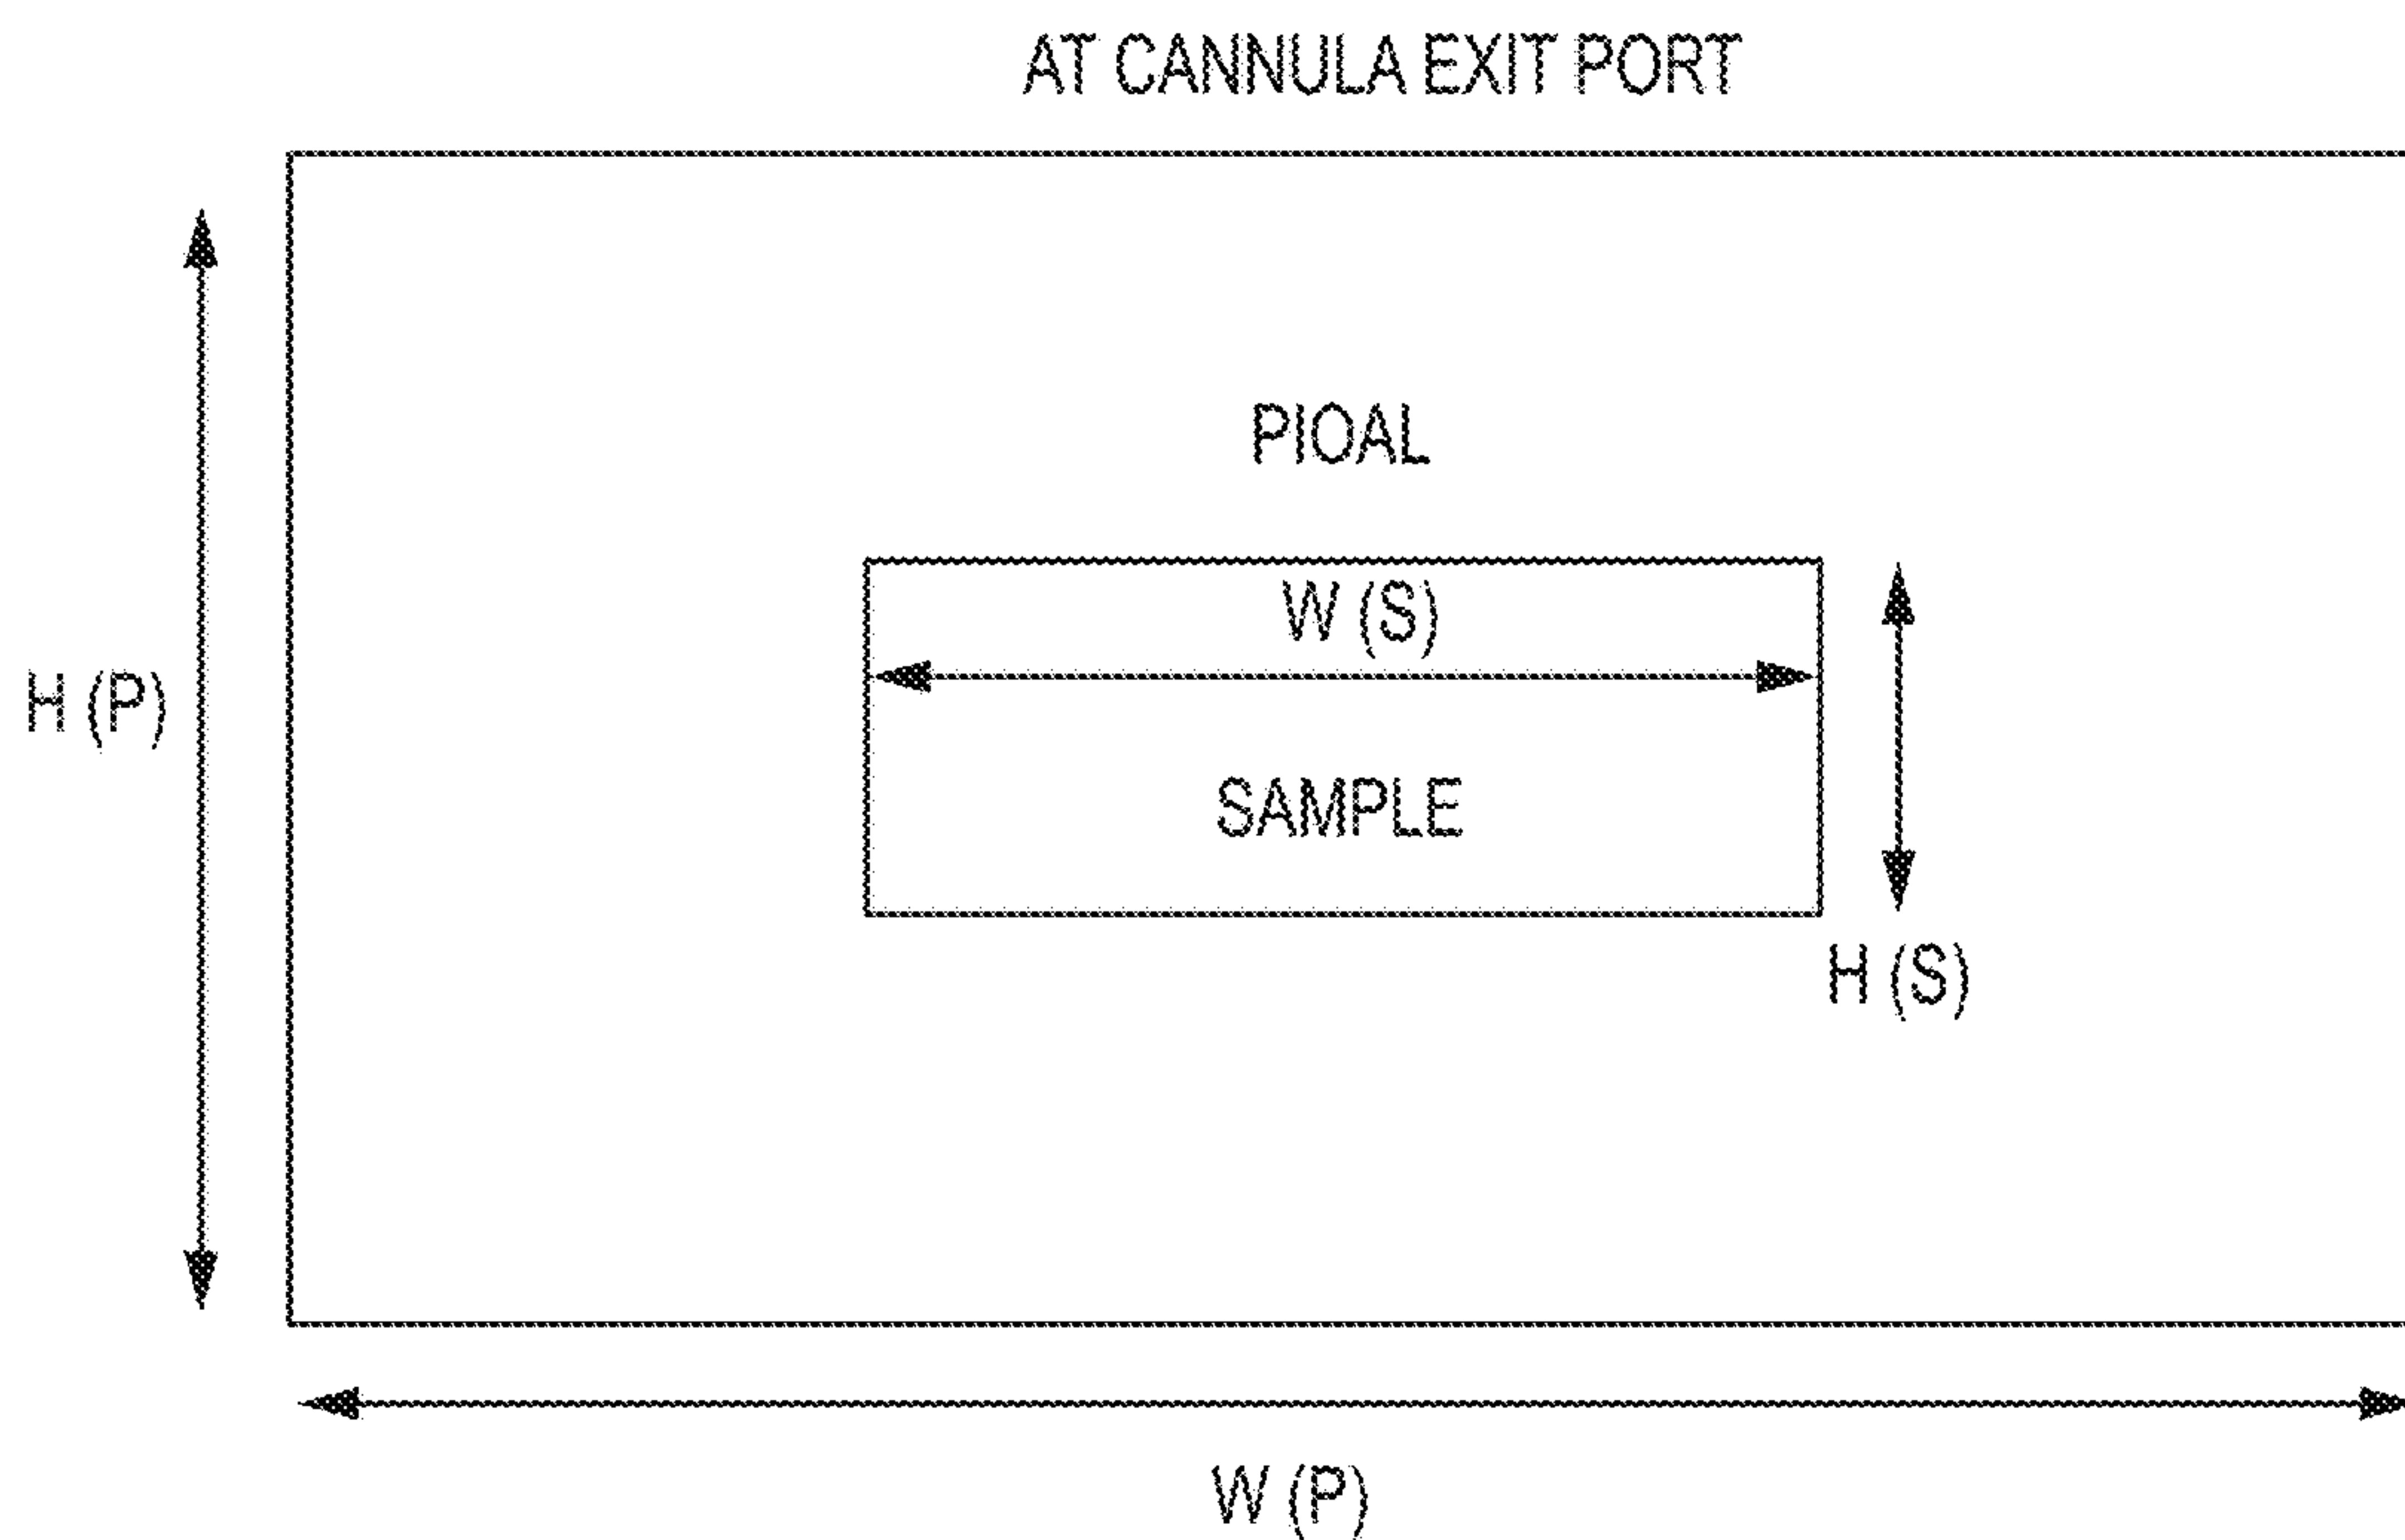 AT CANNULA EXIT PORT
PIOAL
W (S)
H (P)
SAMPLE
H (S)
W (P)